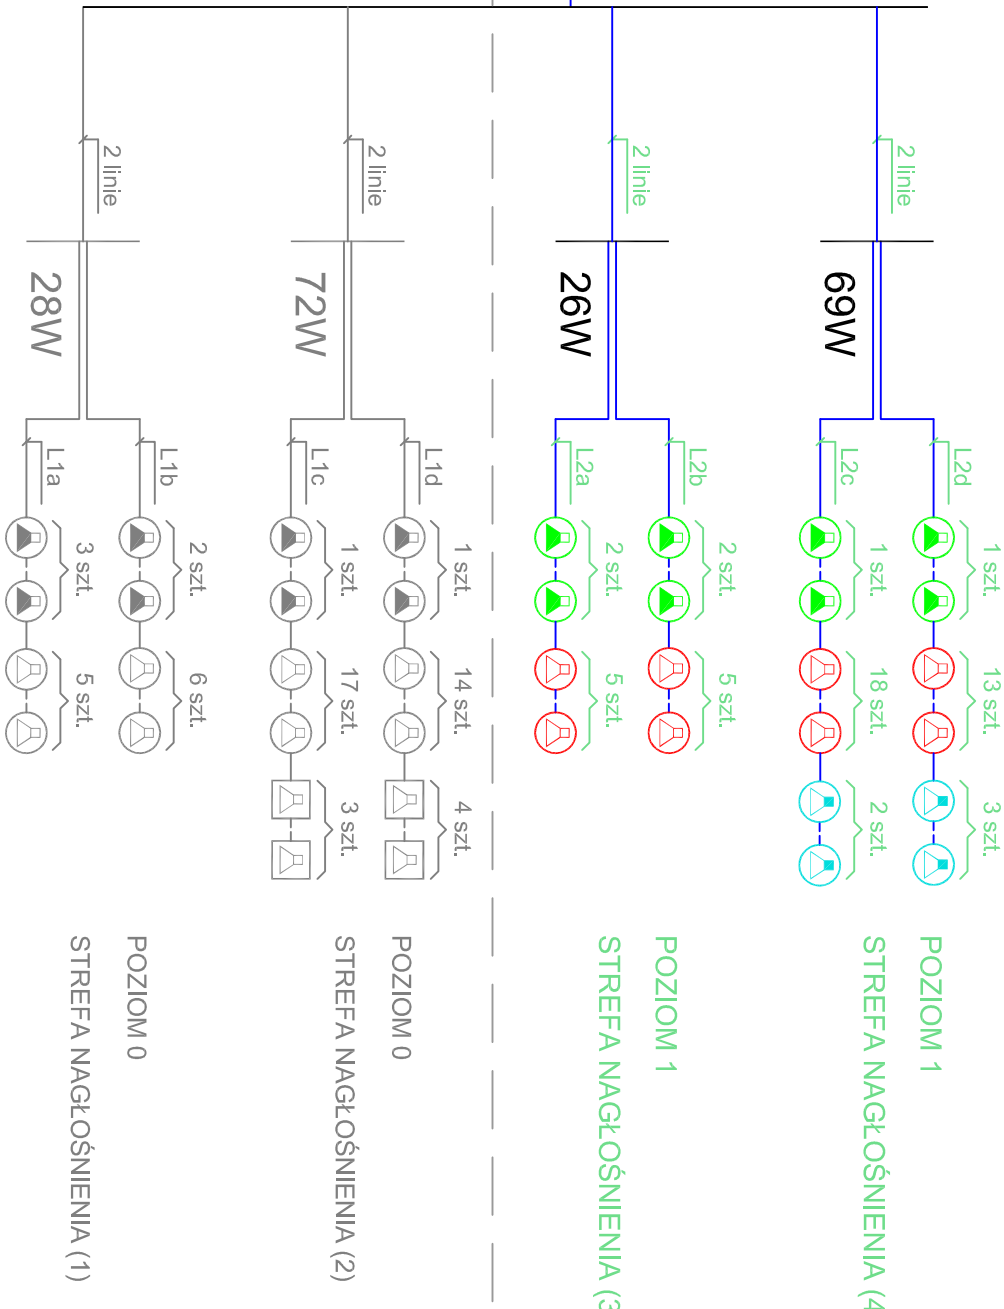 2 linie
69W
L2d
1 szt.
13 szt.
3 szt.
L2c
1 szt.
18 szt.
2 szt.
POZIOM 1
STREFA NAGŁOŚNIENIA (4
2 linie
26W
L2b
2 szt.
5 szt.
L2a
2 szt.
5 szt.
POZIOM 1
STREFA NAGŁOŚNIENIA (3
2 linie
72W
L1d
1 szt.
14 szt.
4 szt.
L1c
1 szt.
17 szt.
3 szt.
POZIOM 0
STREFA NAGŁOŚNIENIA (2)
2 linie
28W
L1b
2 szt.
6 szt.
L1a
3 szt.
5 szt.
POZIOM 0
STREFA NAGŁOŚNIENIA (1)